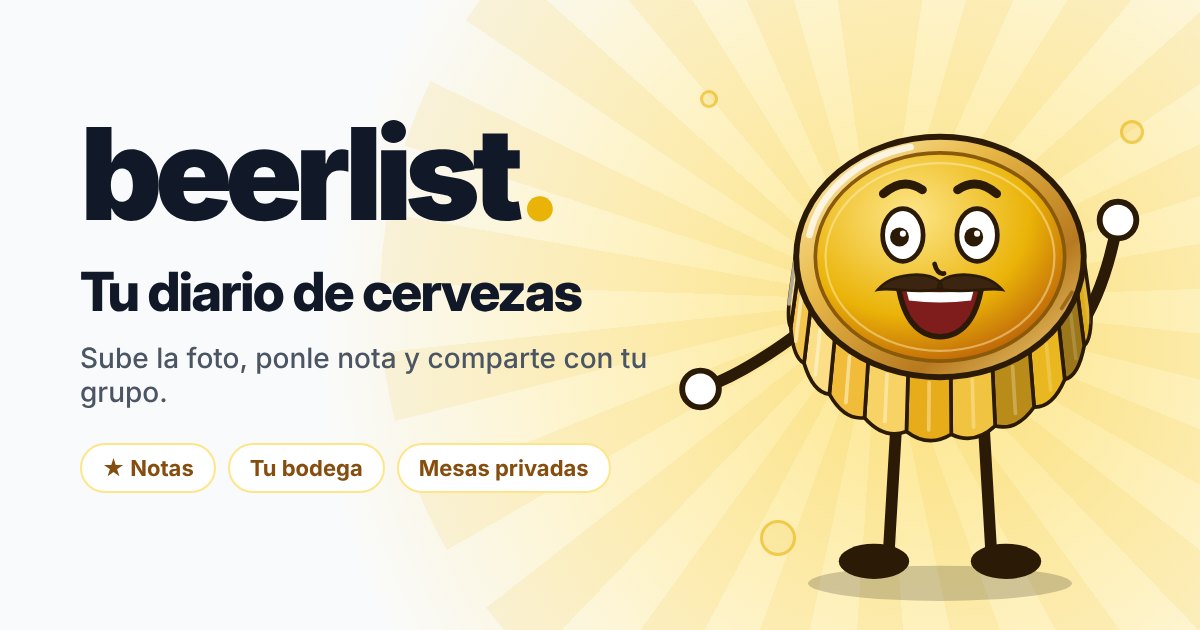 beerlist.
Tu diario de cervezas
Sube la foto, ponle nota y comparte con tu
grupo.
★ Notas
Tu bodega
Mesas privadas